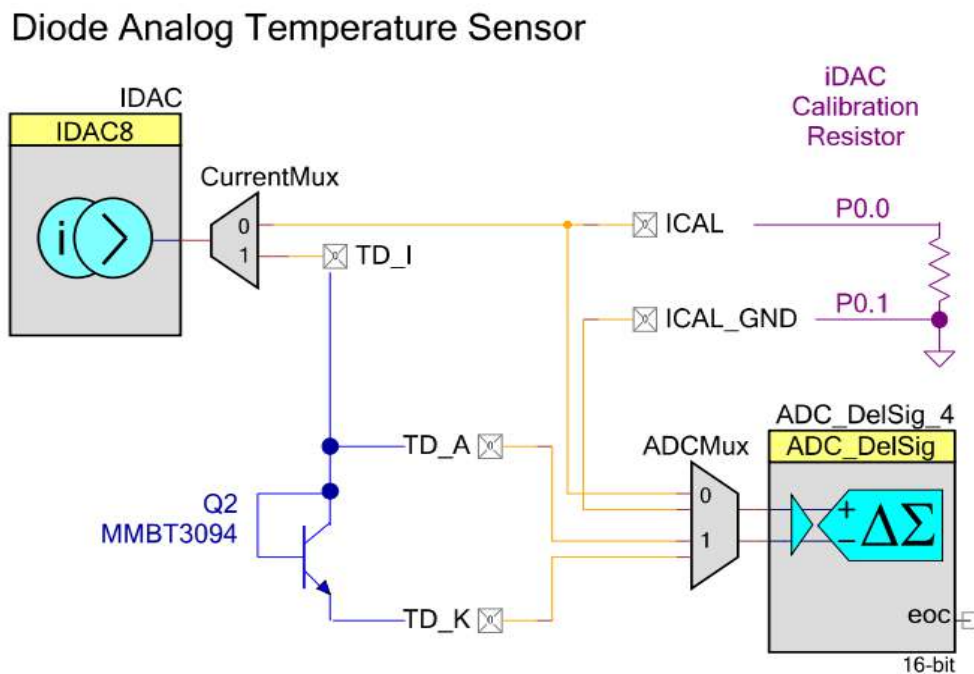 Diode Analog Temperature Sensor
IDAC
IDAC8
i
CurrentMux
0
1
TD_I
iDAC
Calibration
Resistor
ICAL
P0.0
ICAL_GND
P0.1
Q2
MMBT3094
TD_A
TD_K
ADCMux
0
1
ADC_DelSig_4
ADC_DelSig
+
−
ΔΣ
eoc
16-bit